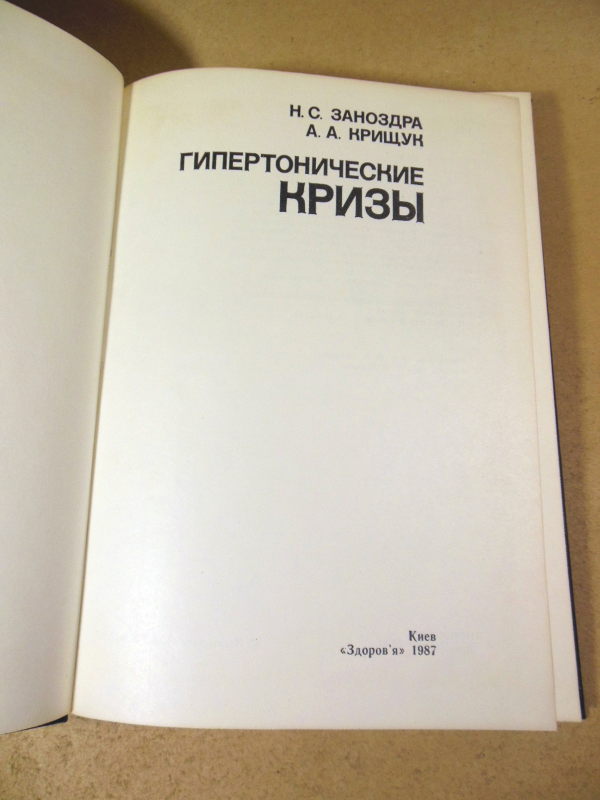 Н. С. ЗАНОЗДРА
А. А. КРИЩУК
ГИПЕРТОНИЧЕСКИЕ
КРИЗЫ
Киев
«Здоров'я» 1987